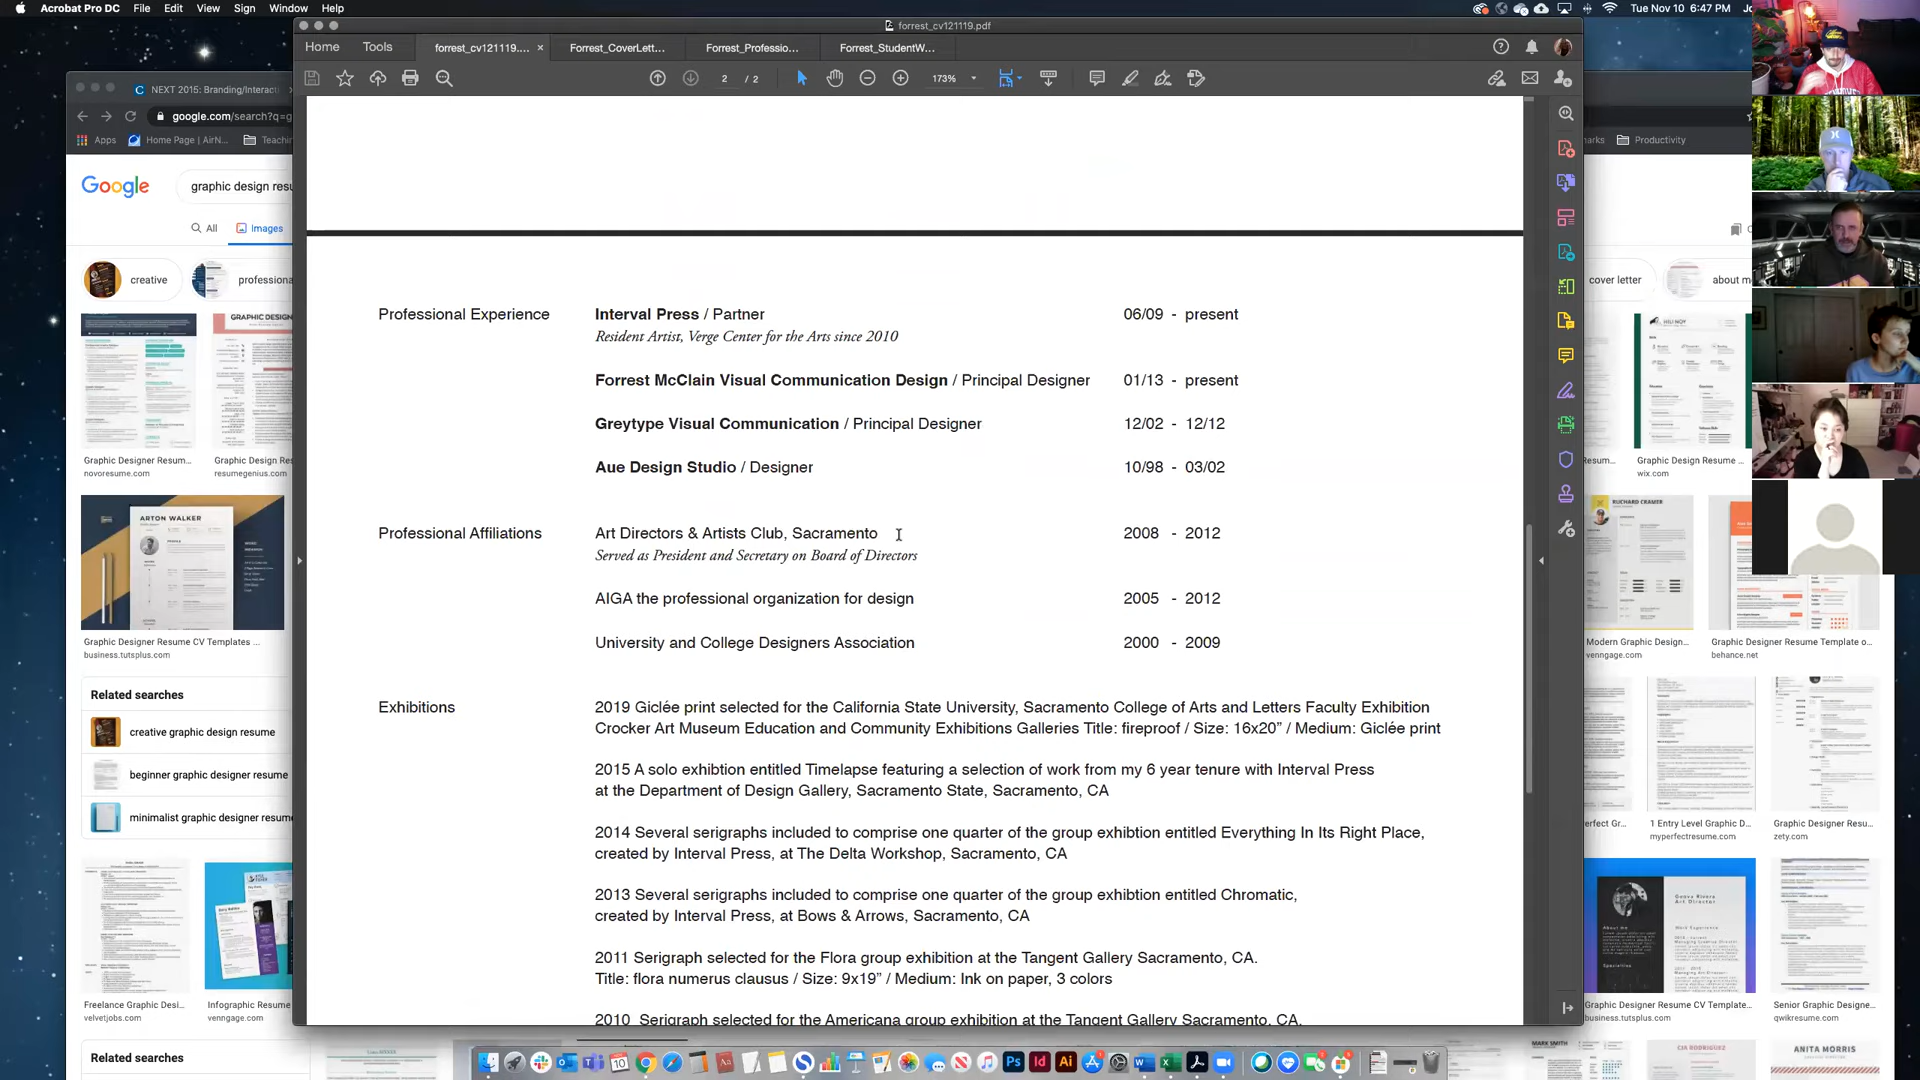 Acrobat Pro DC File Edit View Sign Window Help
Tue Nov 10 6:47 PM
forrest_cv121119.pdf
Home Tools forrest_cv121119.... × Forrest_CoverLett... Forrest_Professio... Forrest_StudentW...
2 / 2 173%
NEXT 2015: Branding/Interac
google.com/search?q=g
Apps Home Page | AirN... Teachin
marks Productivity
Google graphic design resu
All Images
creative professiona
cover letter about m
GRAPHIC DESIGN
Graphic Designer Resum...
novoresume.com
Graphic Design Res
resumegenius.com
ARTON WALKER
Graphic Designer Resume CV Templates ...
business.tutsplus.com
Related searches
creative graphic design resume
beginner graphic designer resume
minimalist graphic designer resume
Freelance Graphic Desi...
velvetjobs.com
Infographic Resum
venngage.com
Related searches
Professional Experience
Interval Press / Partner 06/09 - present
Resident Artist, Verge Center for the Arts since 2010
Forrest McClain Visual Communication Design / Principal Designer 01/13 - present
Greytype Visual Communication / Principal Designer 12/02 - 12/12
Aue Design Studio / Designer 10/98 - 03/02
Professional Affiliations
Art Directors & Artists Club, Sacramento 2008 - 2012
Served as President and Secretary on Board of Directors
AIGA the professional organization for design 2005 - 2012
University and College Designers Association 2000 - 2009
Exhibitions
2019 Giclée print selected for the California State University, Sacramento College of Arts and Letters Faculty Exhibition
Crocker Art Museum Education and Community Exhibitions Galleries Title: fireproof / Size: 16x20” / Medium: Giclée print
2015 A solo exhibtion entitled Timelapse featuring a selection of work from my 6 year tenure with Interval Press
at the Department of Design Gallery, Sacramento State, Sacramento, CA
2014 Several serigraphs included to comprise one quarter of the group exhibtion entitled Everything In Its Right Place,
created by Interval Press, at The Delta Workshop, Sacramento, CA
2013 Several serigraphs included to comprise one quarter of the group exhibtion entitled Chromatic,
created by Interval Press, at Bows & Arrows, Sacramento, CA
2011 Serigraph selected for the Flora group exhibition at the Tangent Gallery Sacramento, CA.
Title: flora numerus clausus / Size: 9x19” / Medium: Ink on paper, 3 colors
2010 Serigraph selected for the Americana group exhibition at the Tangent Gallery Sacramento, CA.
Resum...
Graphic Design Resume ...
wix.com
RUCHARD CRAMER
Modern Graphic Design...
venngage.com
Graphic Designer Resume Template o...
behance.net
erfect Gr...
1 Entry Level Graphic D...
myperfectresume.com
Graphic Designer Resu...
zety.com
Art Director
Graphic Designer Resume CV Template...
business.tutsplus.com
Senior Graphic Designe...
qwikresume.com
MARK SMITH
CJA RODRIGUEZ
ANITA MORRIS